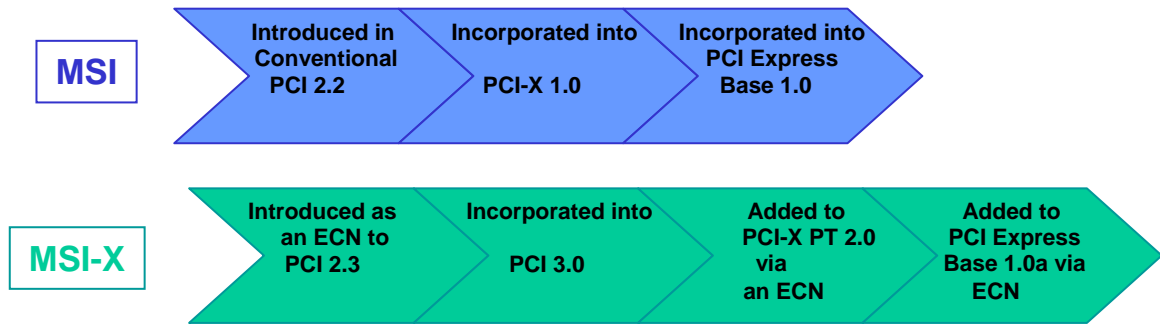 MSI
Introduced in
Conventional
PCI 2.2
Incorporated into
PCI-X 1.0
Incorporated into
PCI Express
Base 1.0
MSI-X
Introduced as
an ECN to
PCI 2.3
Incorporated into
PCI 3.0
Added to
PCI-X PT 2.0
via
an ECN
Added to
PCI Express
Base 1.0a via
ECN